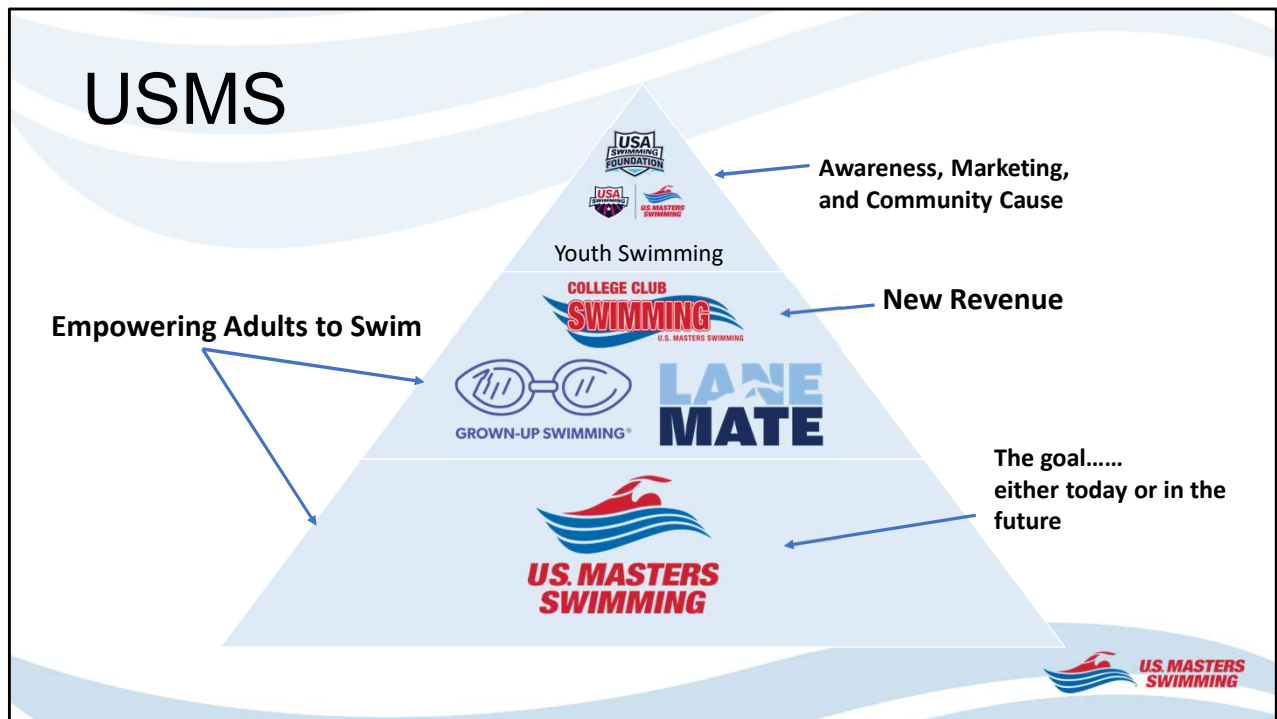 USMS
USA
SWIMMING
FOUNDATION
USA
SWIMMING
U.S. MASTERS
SWIMMING
Youth Swimming
Awareness, Marketing,
and Community Cause
COLLEGE CLUB
SWIMMING
U.S. MASTERS SWIMMING
New Revenue
Empowering Adults to Swim
GROWN-UP SWIMMING®
LANE
MATE
The goal......
either today or in the
future
U.S. MASTERS
SWIMMING
U.S. MASTERS
SWIMMING